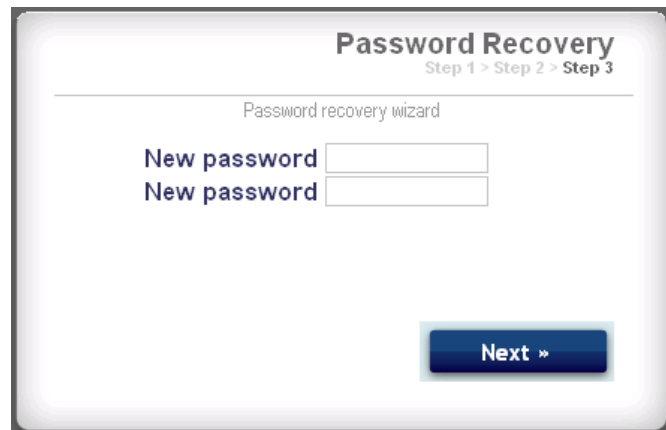 Password Recovery
Step 1 > Step 2 > Step 3
Password recovery wizard
New password
New password
Next »